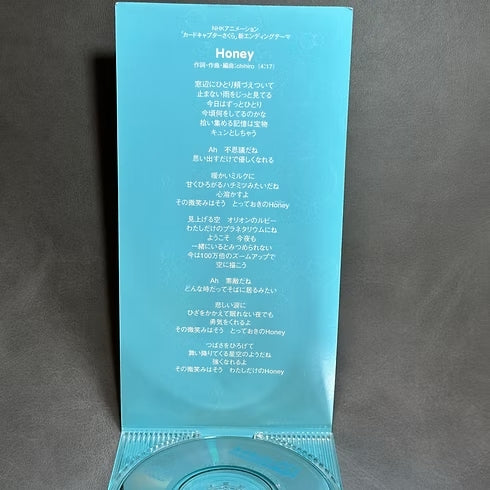 NHKアニメーション
「カードキャプターさくら」新エンディングテーマ
Honey
作詞・作曲・編曲:chihiro (4:17)
窓辺にひとり頬づえついて
止まない雨をじっと見てる
今日はずっとひとり
今頃何をしてるのかな
拾い集める記憶は宝物
キュンとしちゃう
Ah 不思議だね
思い出すだけで優しくなれる
暖かいミルクに
甘くひろがるハチミツみたいだね
心溶かすよ
その微笑みはそう とっておきのHoney
見上げる空 オリオンのルビー
わたしだけのプラネタリウムにね
ようこそ 今夜も
一緒にいるとみつめられない
今は100万倍のズームアップで
空に描こう
Ah 素敵だね
どんな時だってそばに居るみたい
悲しい波に
ひざをかかえて眠れない夜でも
勇気をくれるよ
その微笑みはそう とっておきのHoney
つばさをひろげて
舞い降りてくる星空のようだね
強くなれるよ
その微笑みはそう わたしだけのHoney